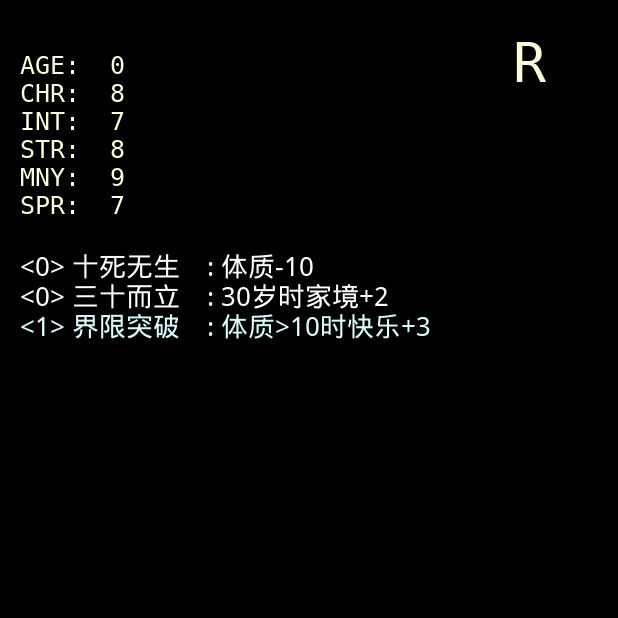 R
AGE: 0
CHR: 8
INT: 7
STR: 8
MNY: 9
SPR: 7
<0> 十死无生 : 体质-10
<0> 三十而立 : 30岁时家境+2
<1> 界限突破 : 体质>10时快乐+3